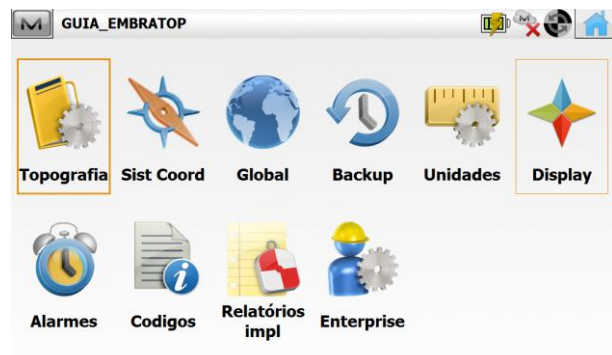 GUIA_EMBRATOP
Topografia Sist Coord Global Backup Unidades Display
Alarmes Codigos Relatórios impl Enterprise